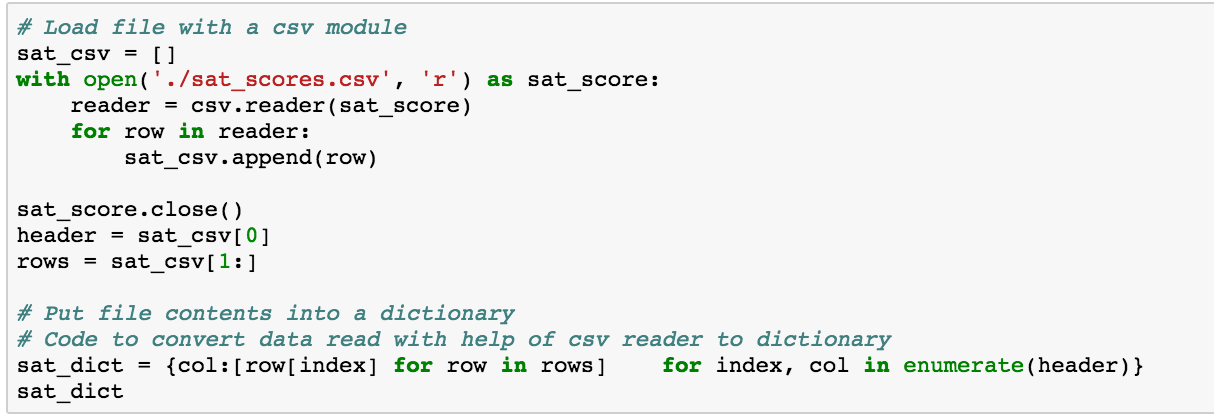 # Load file with a csv module
sat_csv = []
with open('./sat_scores.csv', 'r') as sat_score:
    reader = csv.reader(sat_score)
    for row in reader:
        sat_csv.append(row)

sat_score.close()
header = sat_csv[0]
rows = sat_csv[1:]

# Put file contents into a dictionary
# Code to convert data read with help of csv reader to dictionary
sat_dict = {col:[row[index] for row in rows]    for index, col in enumerate(header)}
sat_dict